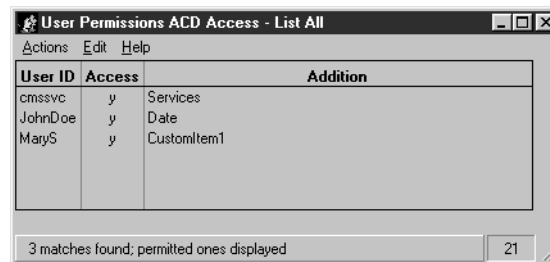 User Permissions ACD Access - List All
Actions Edit Help
User ID Access Addition
cmssvc y Services
JohnDoe y Date
MaryS y CustomItem1
3 matches found; permitted ones displayed 21